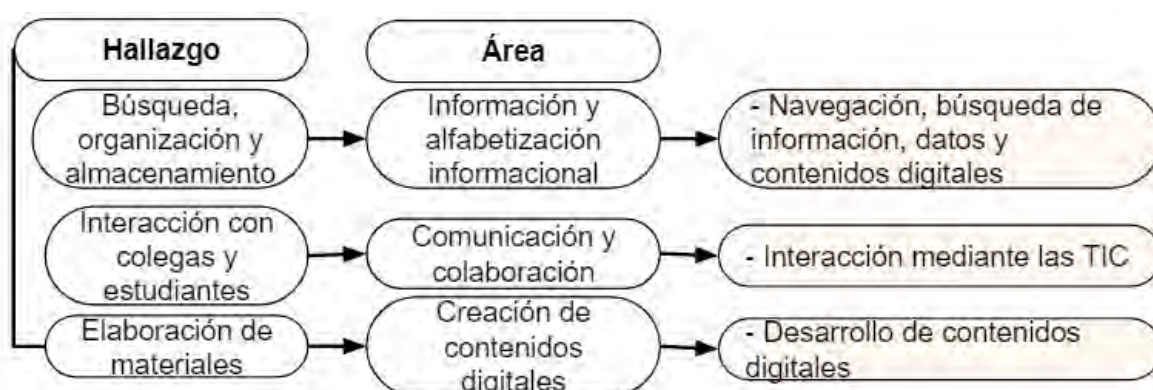 Hallazgo
Área
Búsqueda,
organización y
almacenamiento
Información y
alfabetización
informacional
- Navegación, búsqueda de
información, datos y
contenidos digitales
Interacción con
colegas y
estudiantes
Comunicación y
colaboración
- Interacción mediante las TIC
Elaboración de
materiales
Creación de
contenidos
digitales
- Desarrollo de contenidos
digitales